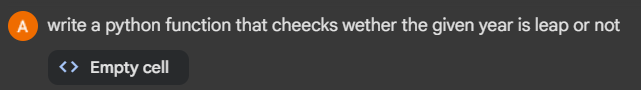 A write a python function that cheecks wether the given year is leap or not
<> Empty cell